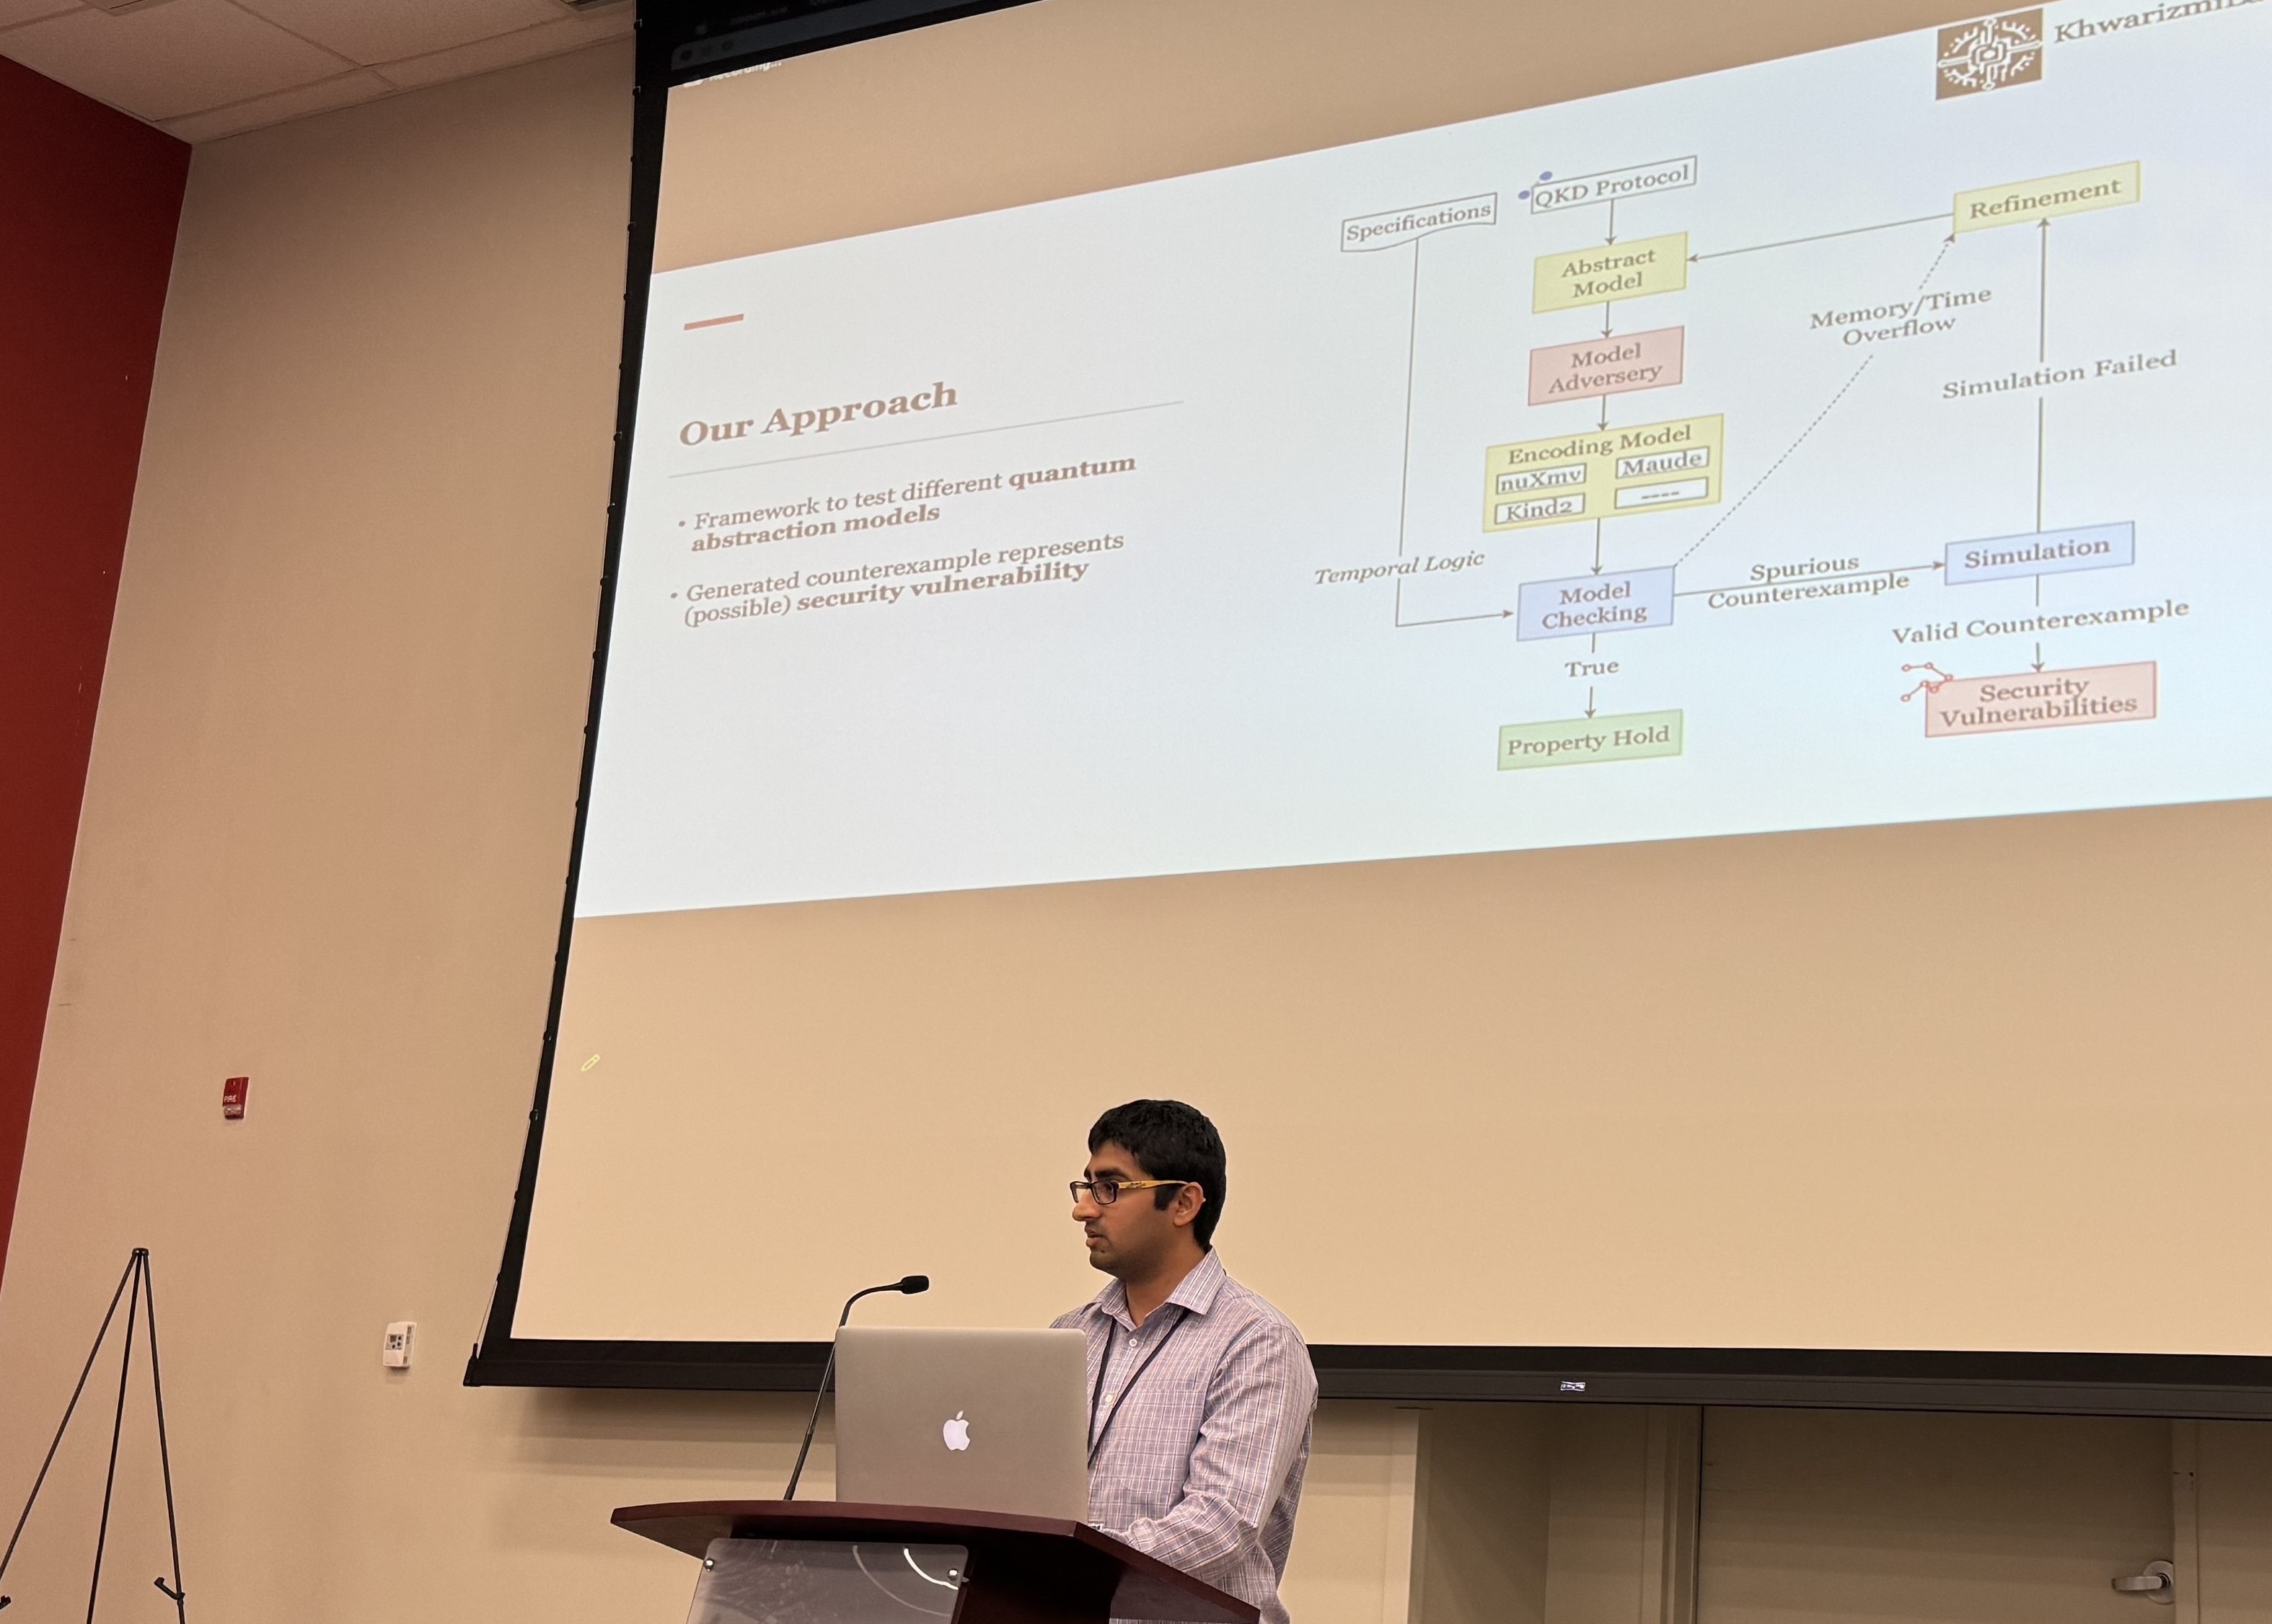 Recording...
Our Approach
• Framework to test different quantum
abstraction models
• Generated counterexample represents
(possible) security vulnerability
Specifications
QKD Protocol
Refinement
Abstract
Model
Memory/Time
Overflow
Model
Adversery
Simulation Failed
Encoding Model
nuXmv
Maude
Kind2
----
Temporal Logic
Model
Checking
Spurious
Counterexample
Simulation
True
Valid Counterexample
Property Hold
Security
Vulnerabilities
FIRE